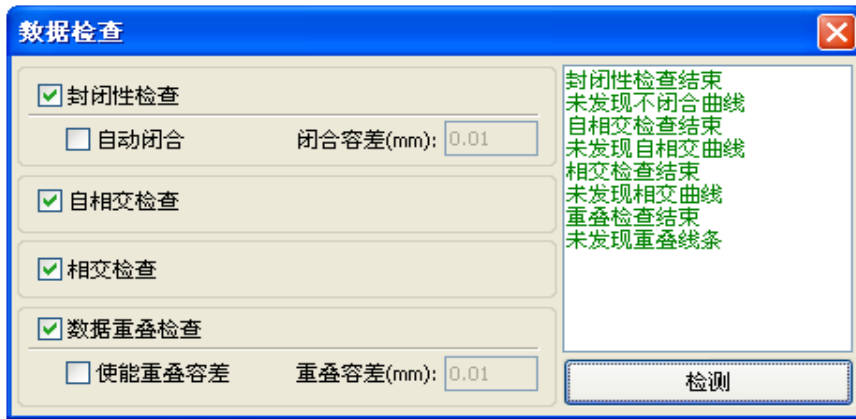 数据检查
封闭性检查
自动闭合 闭合容差(mm): 0.01
自相交检查
相交检查
数据重叠检查
使能重叠容差 重叠容差(mm): 0.01
封闭性检查结束
未发现不闭合曲线
自相交检查结束
未发现自相交曲线
相交检查结束
未发现相交曲线
重叠检查结束
未发现重叠线条
检测